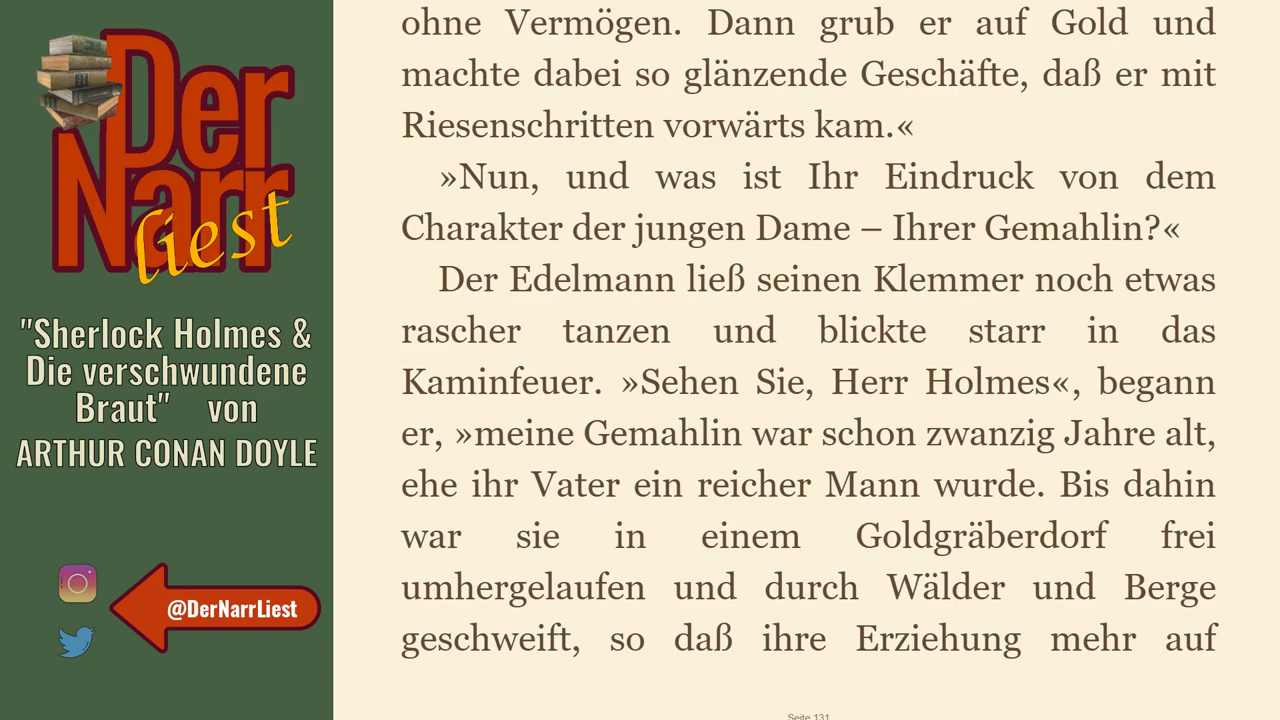 Der
Narr
liest
"Sherlock Holmes &
Die verschwundene
Braut" von
ARTHUR CONAN DOYLE
@DerNarrLiest
ohne Vermögen. Dann grub er auf Gold und
machte dabei so glänzende Geschäfte, daß er mit
Riesenschritten vorwärts kam.«
»Nun, und was ist Ihr Eindruck von dem
Charakter der jungen Dame – Ihrer Gemahlin?«
Der Edelmann ließ seinen Klemmer noch etwas
rascher tanzen und blickte starr in das
Kaminfeuer. »Sehen Sie, Herr Holmes«, begann
er, »meine Gemahlin war schon zwanzig Jahre alt,
ehe ihr Vater ein reicher Mann wurde. Bis dahin
war sie in einem Goldgräberdorf frei
umhergelaufen und durch Wälder und Berge
geschweift, so daß ihre Erziehung mehr auf
Seite 131